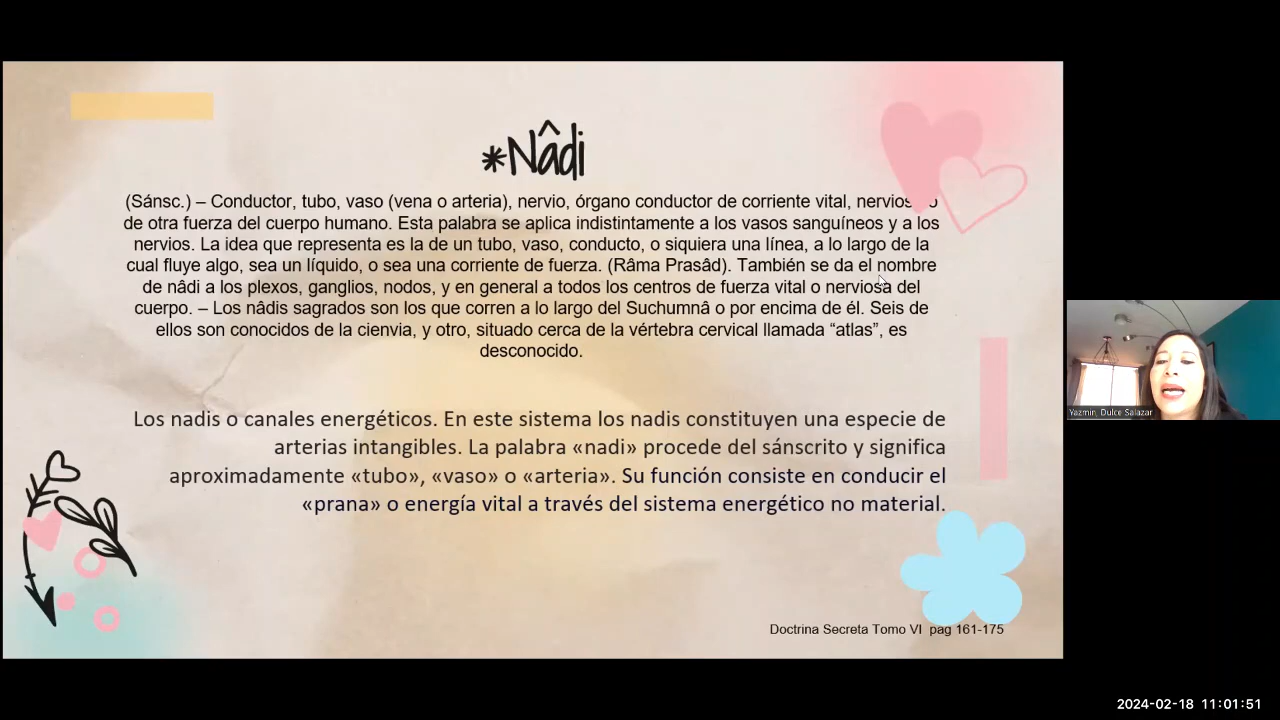 *Nâdi
(Sánsc.) – Conductor, tubo, vaso (vena o arteria), nervio, órgano conductor de corriente vital, nerviosa o
de otra fuerza del cuerpo humano. Esta palabra se aplica indistintamente a los vasos sanguíneos y a los
nervios. La idea que representa es la de un tubo, vaso, conducto, o siquiera una línea, a lo largo de la
cual fluye algo, sea un líquido, o sea una corriente de fuerza. (Râma Prasâd). También se da el nombre
de nâdi a los plexos, ganglios, nodos, y en general a todos los centros de fuerza vital o nerviosa del
cuerpo. – Los nâdis sagrados son los que corren a lo largo del Suchumnâ o por encima de él. Seis de
ellos son conocidos de la cienvia, y otro, situado cerca de la vértebra cervical llamada “atlas”, es
desconocido.
Los nadis o canales energéticos. En este sistema los nadis constituyen una especie de
arterias intangibles. La palabra «nadi» procede del sánscrito y significa
aproximadamente «tubo», «vaso» o «arteria». Su función consiste en conducir el
«prana» o energía vital a través del sistema energético no material.
Doctrina Secreta Tomo VI pag 161-175
Yazmin, Dulce Salazar
2024-02-18 11:01:51